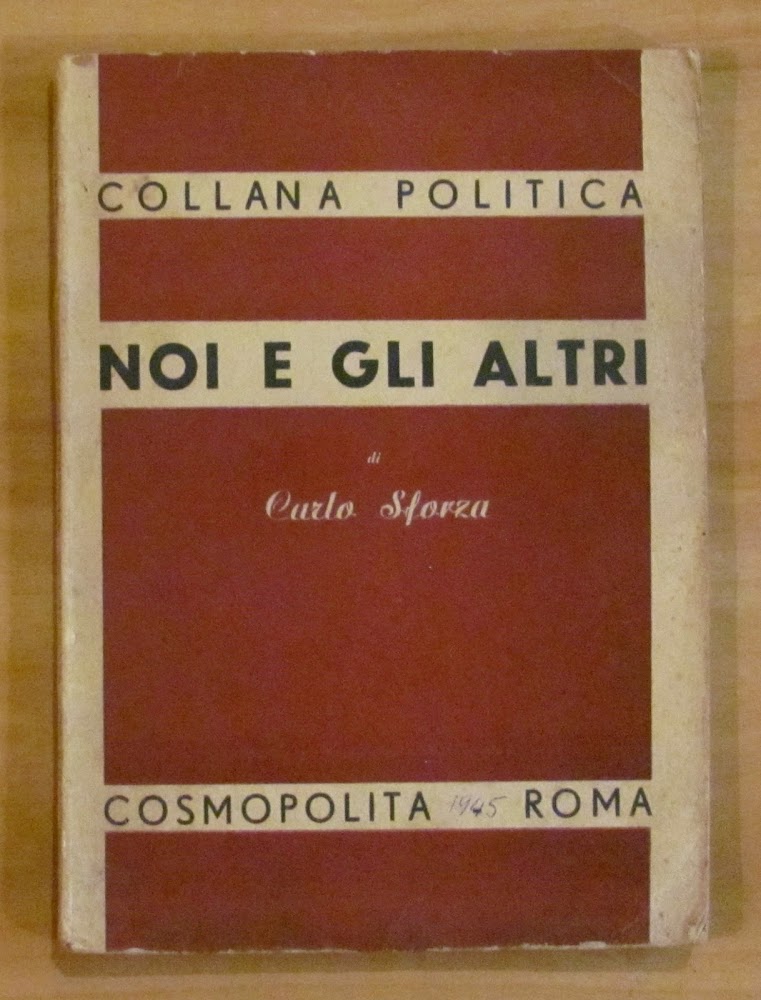 COLLANA POLITICA
NOI E GLI ALTRI
di
Carlo Sforza
COSMOPOLITA 1945 ROMA